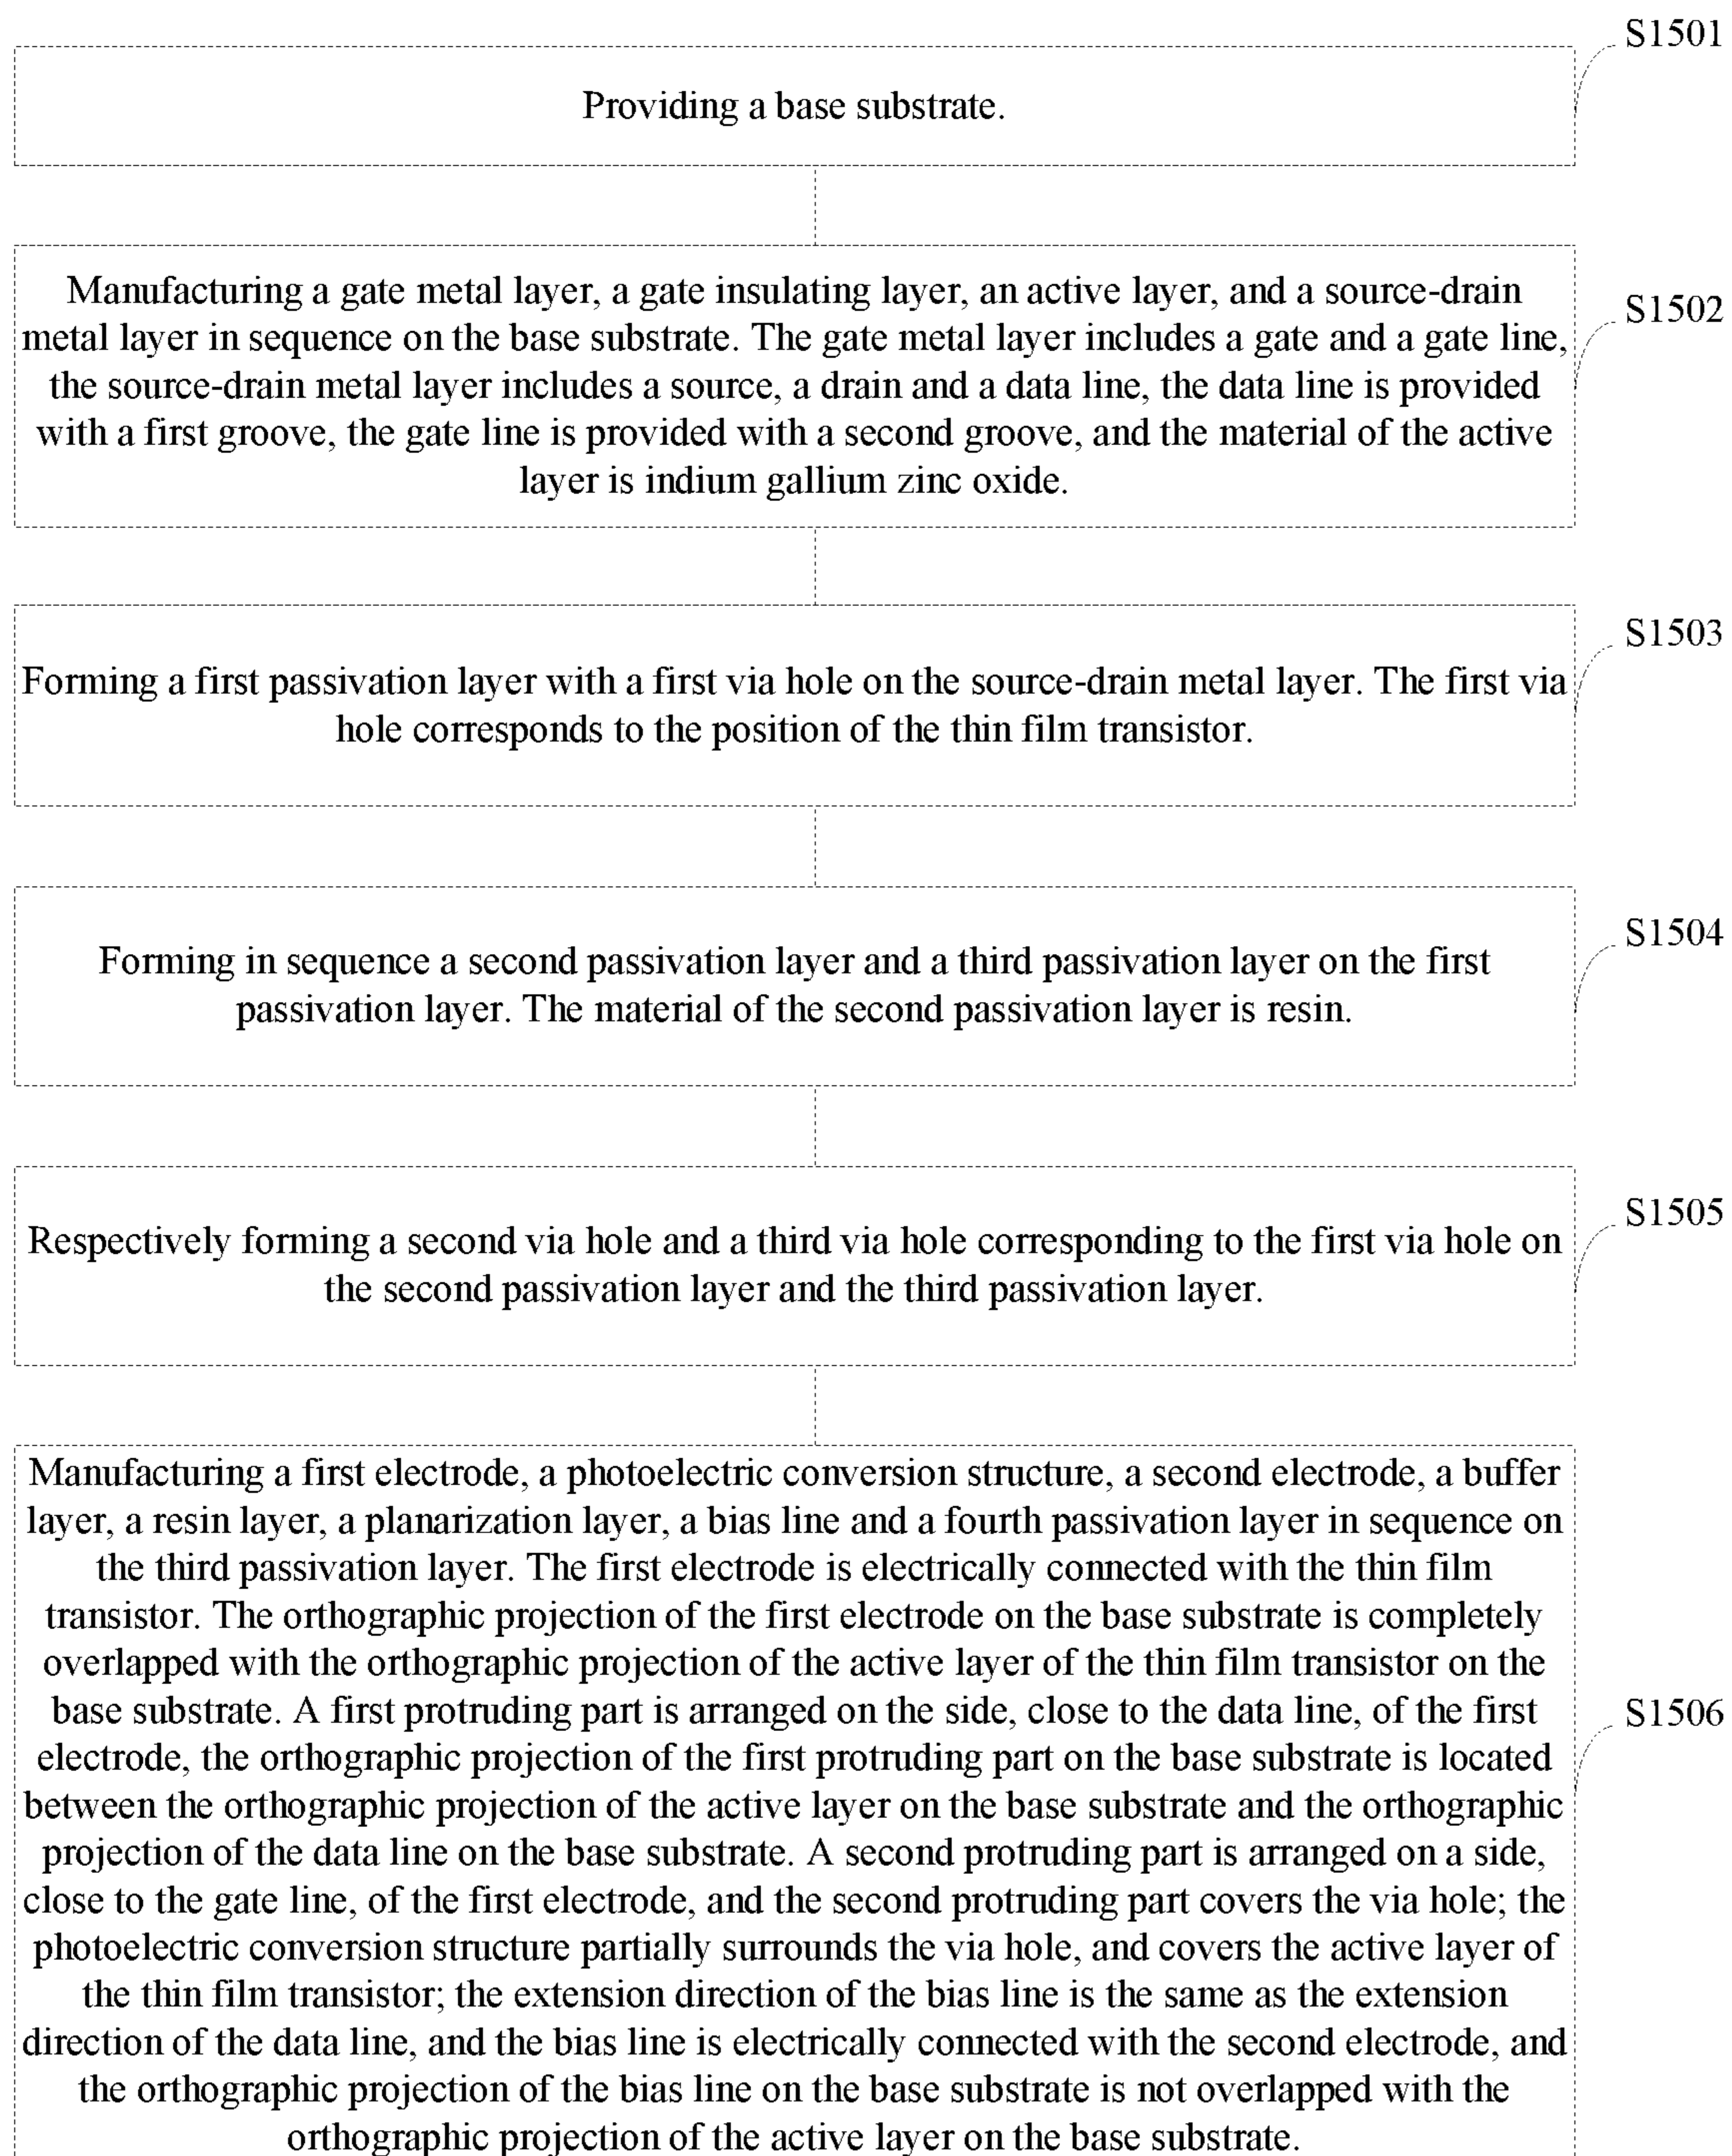 S1501
Providing a base substrate.
Manufacturing a gate metal layer, a gate insulating layer, an active layer, and a source-drain
metal layer in sequence on the base substrate. The gate metal layer includes a gate and a gate line,
the source-drain metal layer includes a source, a drain and a data line, the data line is provided
with a first groove, the gate line is provided with a second groove, and the material of the active
layer is indium gallium zinc oxide.
S1502
S1503
Forming a first passivation layer with a first via hole on the source-drain metal layer. The first via
hole corresponds to the position of the thin film transistor.
S1504
Forming in sequence a second passivation layer and a third passivation layer on the first
passivation layer. The material of the second passivation layer is resin.
S1505
Respectively forming a second via hole and a third via hole corresponding to the first via hole on
the second passivation layer and the third passivation layer.
Manufacturing a first electrode, a photoelectric conversion structure, a second electrode, a buffer
layer, a resin layer, a planarization layer, a bias line and a fourth passivation layer in sequence on
the third passivation layer. The first electrode is electrically connected with the thin film
transistor. The orthographic projection of the first electrode on the base substrate is completely
overlapped with the orthographic projection of the active layer of the thin film transistor on the
base substrate. A first protruding part is arranged on the side, close to the data line, of the first
electrode, the orthographic projection of the first protruding part on the base substrate is located
between the orthographic projection of the active layer on the base substrate and the orthographic
projection of the data line on the base substrate. A second protruding part is arranged on a side,
close to the gate line, of the first electrode, and the second protruding part covers the via hole; the
photoelectric conversion structure partially surrounds the via hole, and covers the active layer of
the thin film transistor; the extension direction of the bias line is the same as the extension
direction of the data line, and the bias line is electrically connected with the second electrode, and
the orthographic projection of the bias line on the base substrate is not overlapped with the
orthographic projection of the active layer on the base substrate.
S1506